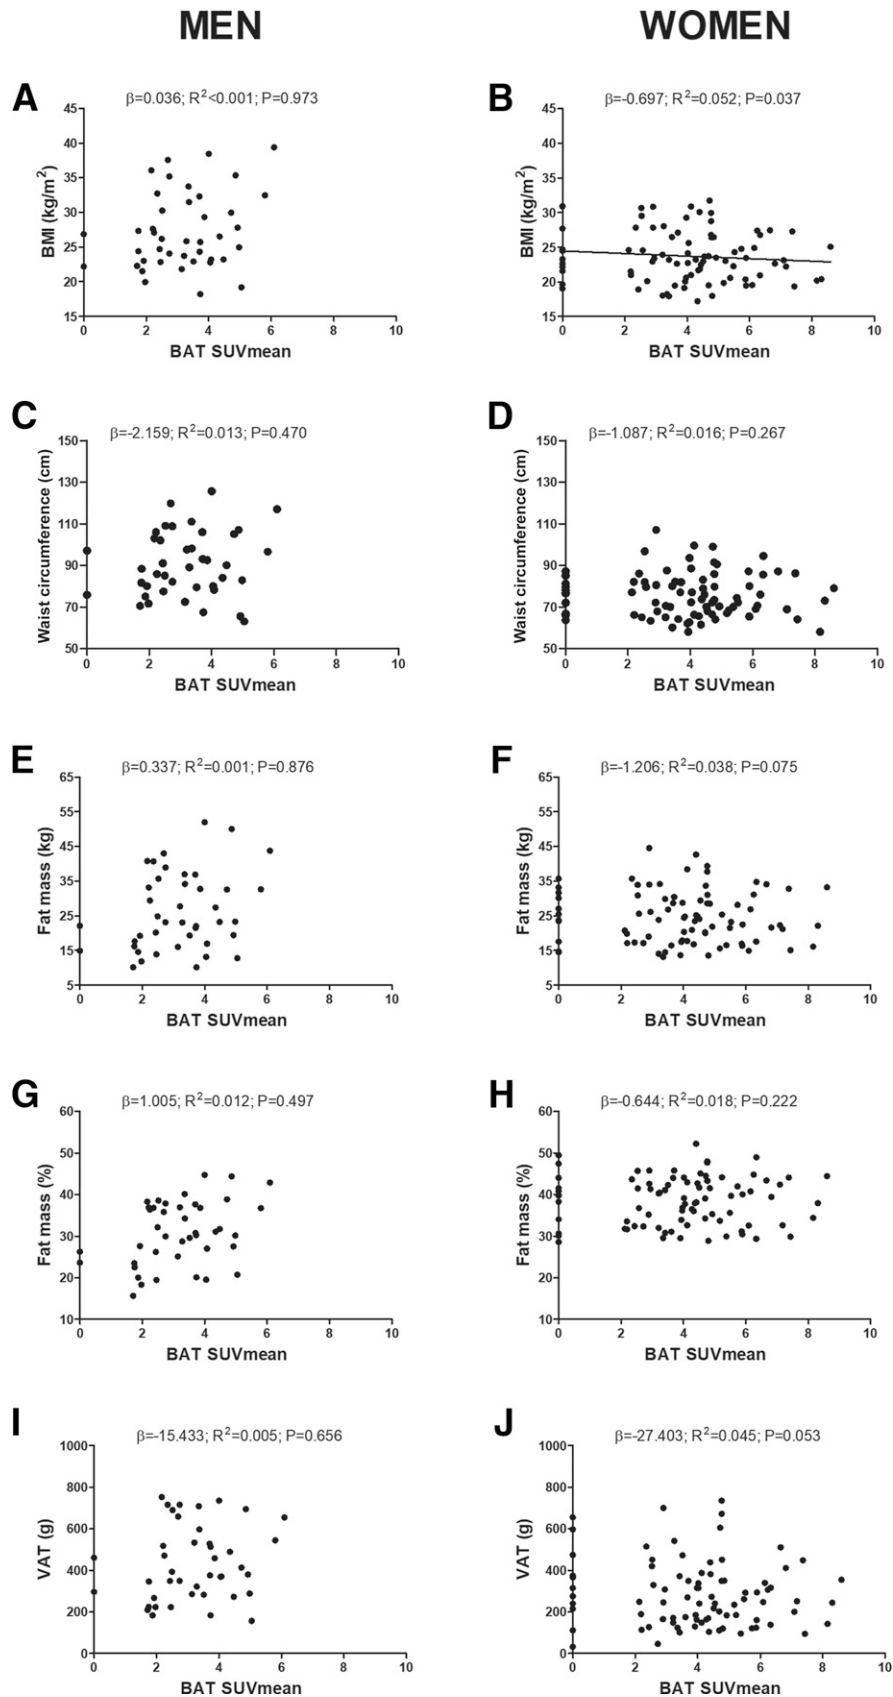 MEN WOMEN
A B
β=0.036; R²<0.001; P=0.973
β=-0.697; R²=0.052; P=0.037
BMI (kg/m²)
45
40
35
30
25
20
15
0 2 4 6 8 10
BAT SUVmean
BMI (kg/m²)
45
40
35
30
25
20
15
0 2 4 6 8 10
BAT SUVmean
C D
β=-2.159; R²=0.013; P=0.470
β=-1.087; R²=0.016; P=0.267
Waist circumference (cm)
150
130
110
90
70
50
0 2 4 6 8 10
BAT SUVmean
Waist circumference (cm)
150
130
110
90
70
50
0 2 4 6 8 10
BAT SUVmean
E F
β=0.337; R²=0.001; P=0.876
β=-1.206; R²=0.038; P=0.075
Fat mass (kg)
65
55
45
35
25
15
5
0 2 4 6 8 10
BAT SUVmean
Fat mass (kg)
65
55
45
35
25
15
5
0 2 4 6 8 10
BAT SUVmean
G H
β=1.005; R²=0.012; P=0.497
β=-0.644; R²=0.018; P=0.222
Fat mass (%)
60
50
40
30
20
10
0 2 4 6 8 10
BAT SUVmean
Fat mass (%)
60
50
40
30
20
10
0 2 4 6 8 10
BAT SUVmean
I J
β=-15.433; R²=0.005; P=0.656
β=-27.403; R²=0.045; P=0.053
VAT (g)
1000
800
600
400
200
0
0 2 4 6 8 10
BAT SUVmean
VAT (g)
1000
800
600
400
200
0
0 2 4 6 8 10
BAT SUVmean